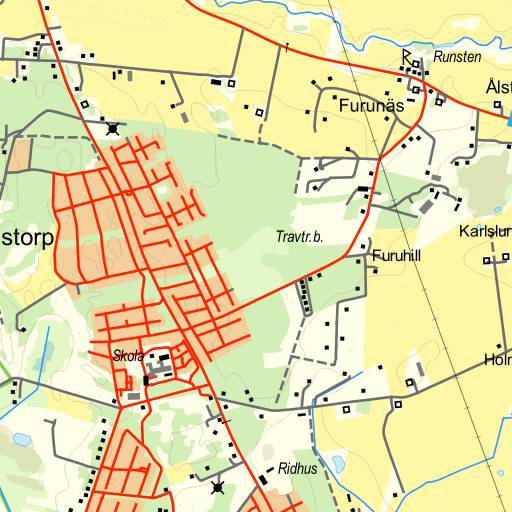 Runsten
Ålst
Furunäs
storp
Travtr.b.
Karlslun
Furuhill
Skola
Holm
Ridhus